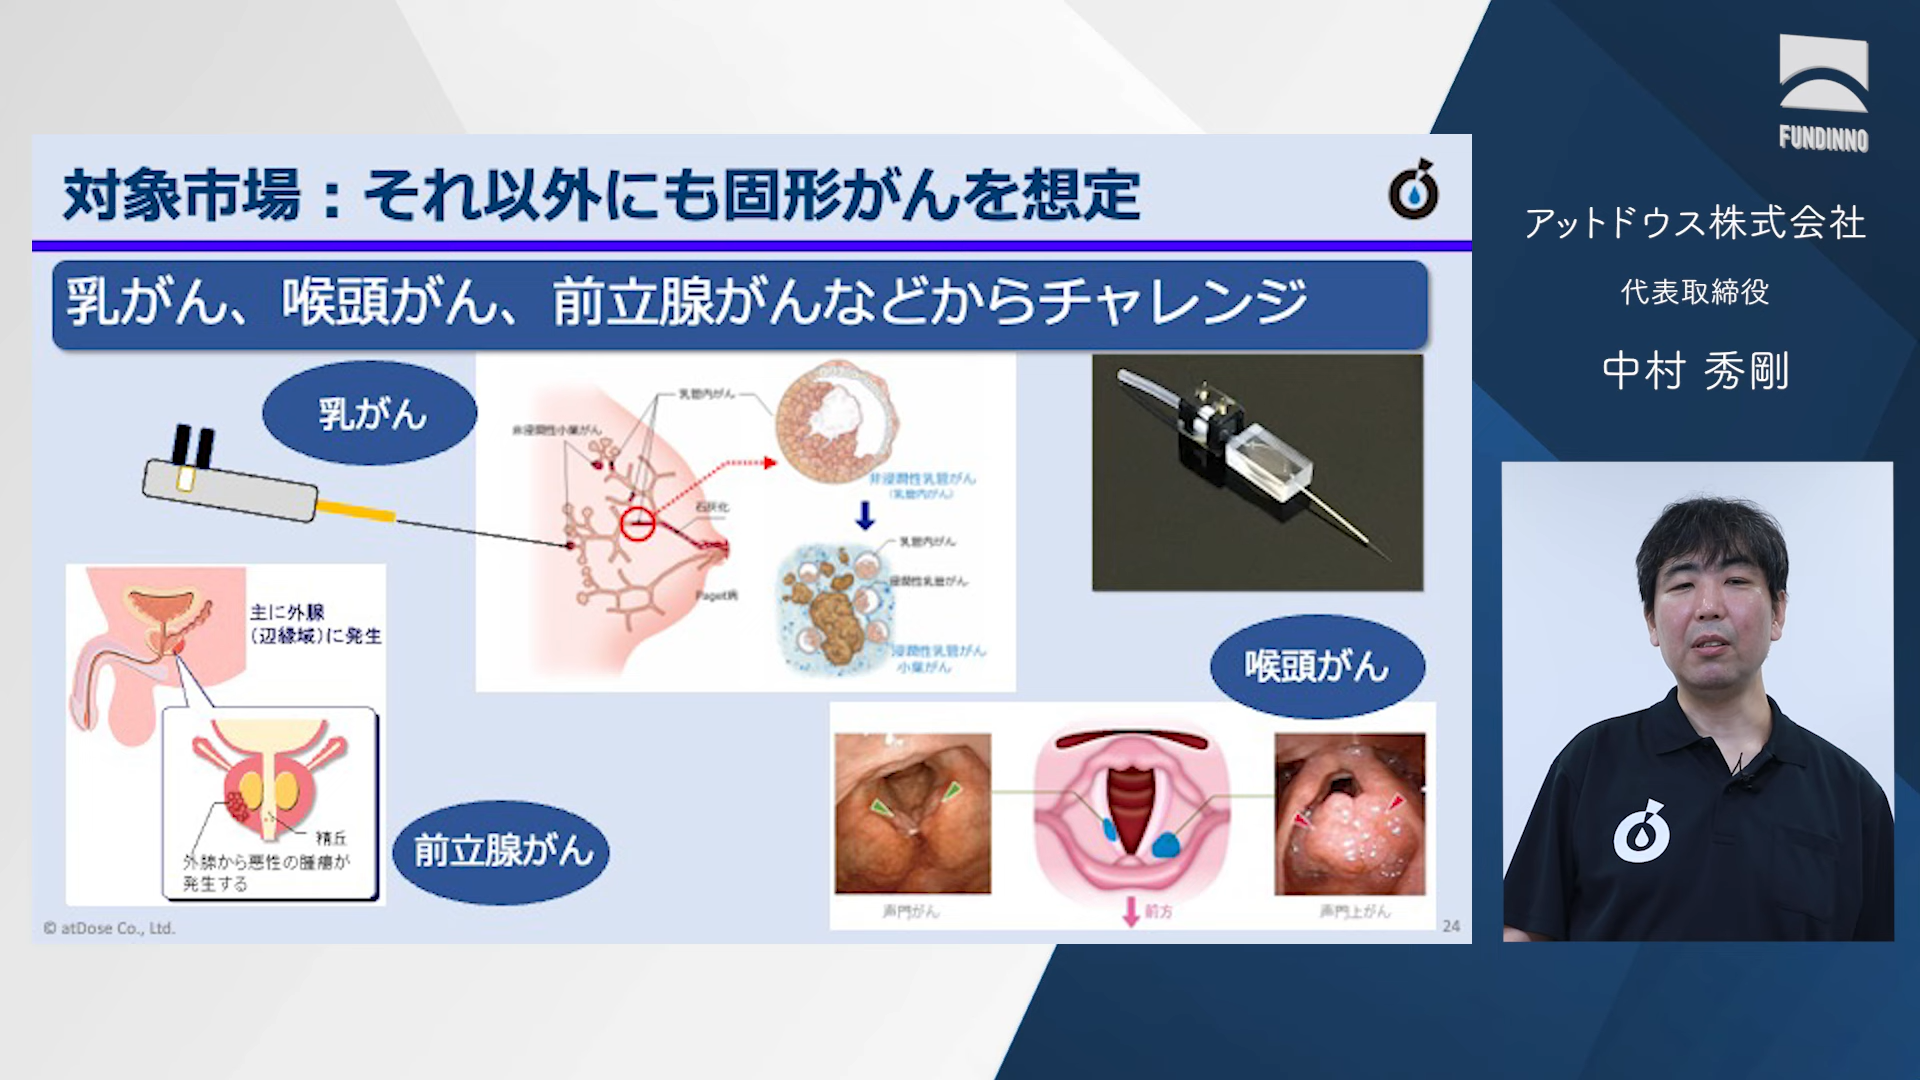 対象市場：それ以外にも固形がんを想定
乳がん、喉頭がん、前立腺がんなどからチャレンジ
乳がん
乳管内がん
非浸潤性小葉がん
非浸潤性乳管がん
（乳管内がん）
石灰化
乳管内がん
浸潤性乳管がん
Paget病
浸潤性乳管がん
小葉がん
主に外腺
（辺縁域）に発生
精丘
外腺から悪性の腫瘍が
発生する
前立腺がん
喉頭がん
声門がん
前方
声門上がん
© atDose Co., Ltd.
24
FUNDINNO
アットドウス株式会社
代表取締役
中村 秀剛